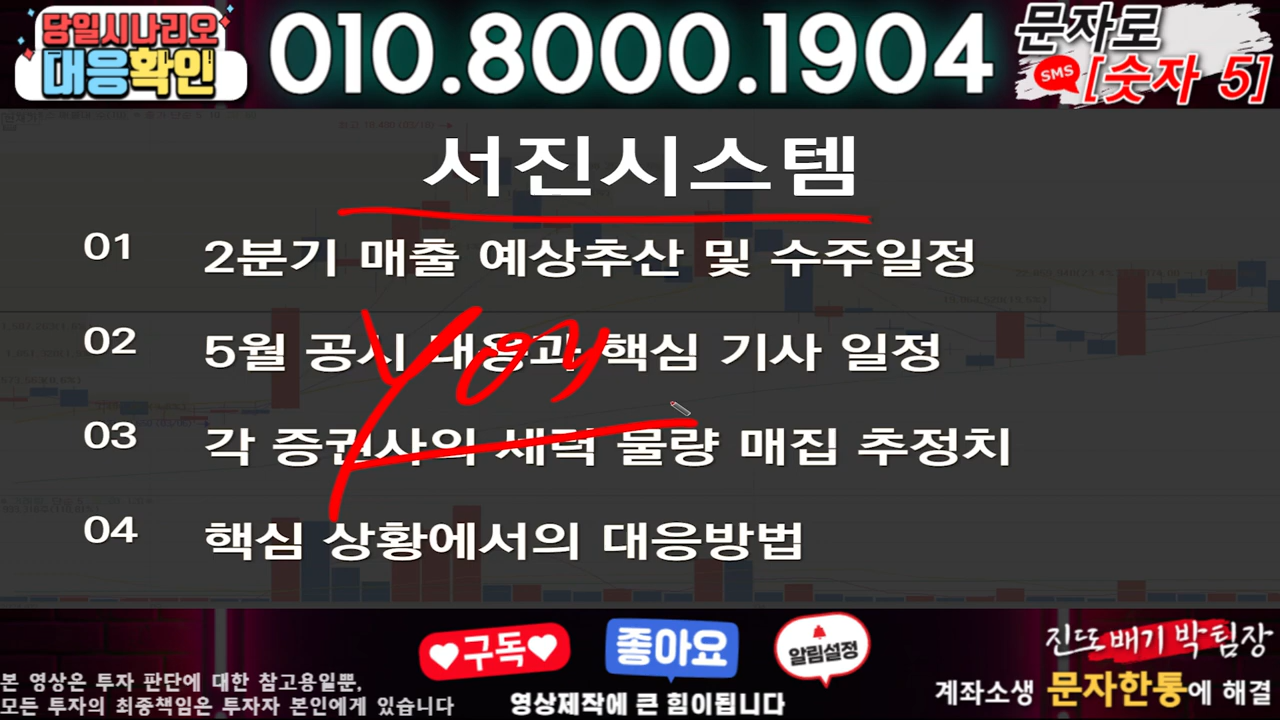 당일시나리오
대응확인
010.8000.1904
문자로
SMS
[숫자 5]
서진시스템
01 2분기 매출 예상추산 및 수주일정
02 5월 공시 내용과 핵심 기사 일정
03 각 증권사의 세력 물량 매집 추정치
04 핵심 상황에서의 대응방법
구독
좋아요
알림설정
영상제작에 큰 힘이됩니다
본 영상은 투자 판단에 대한 참고용일뿐,
모든 투자의 최종책임은 투자자 본인에게 있습니다
진또배기 박팀장
계좌소생 문자한통에 해결